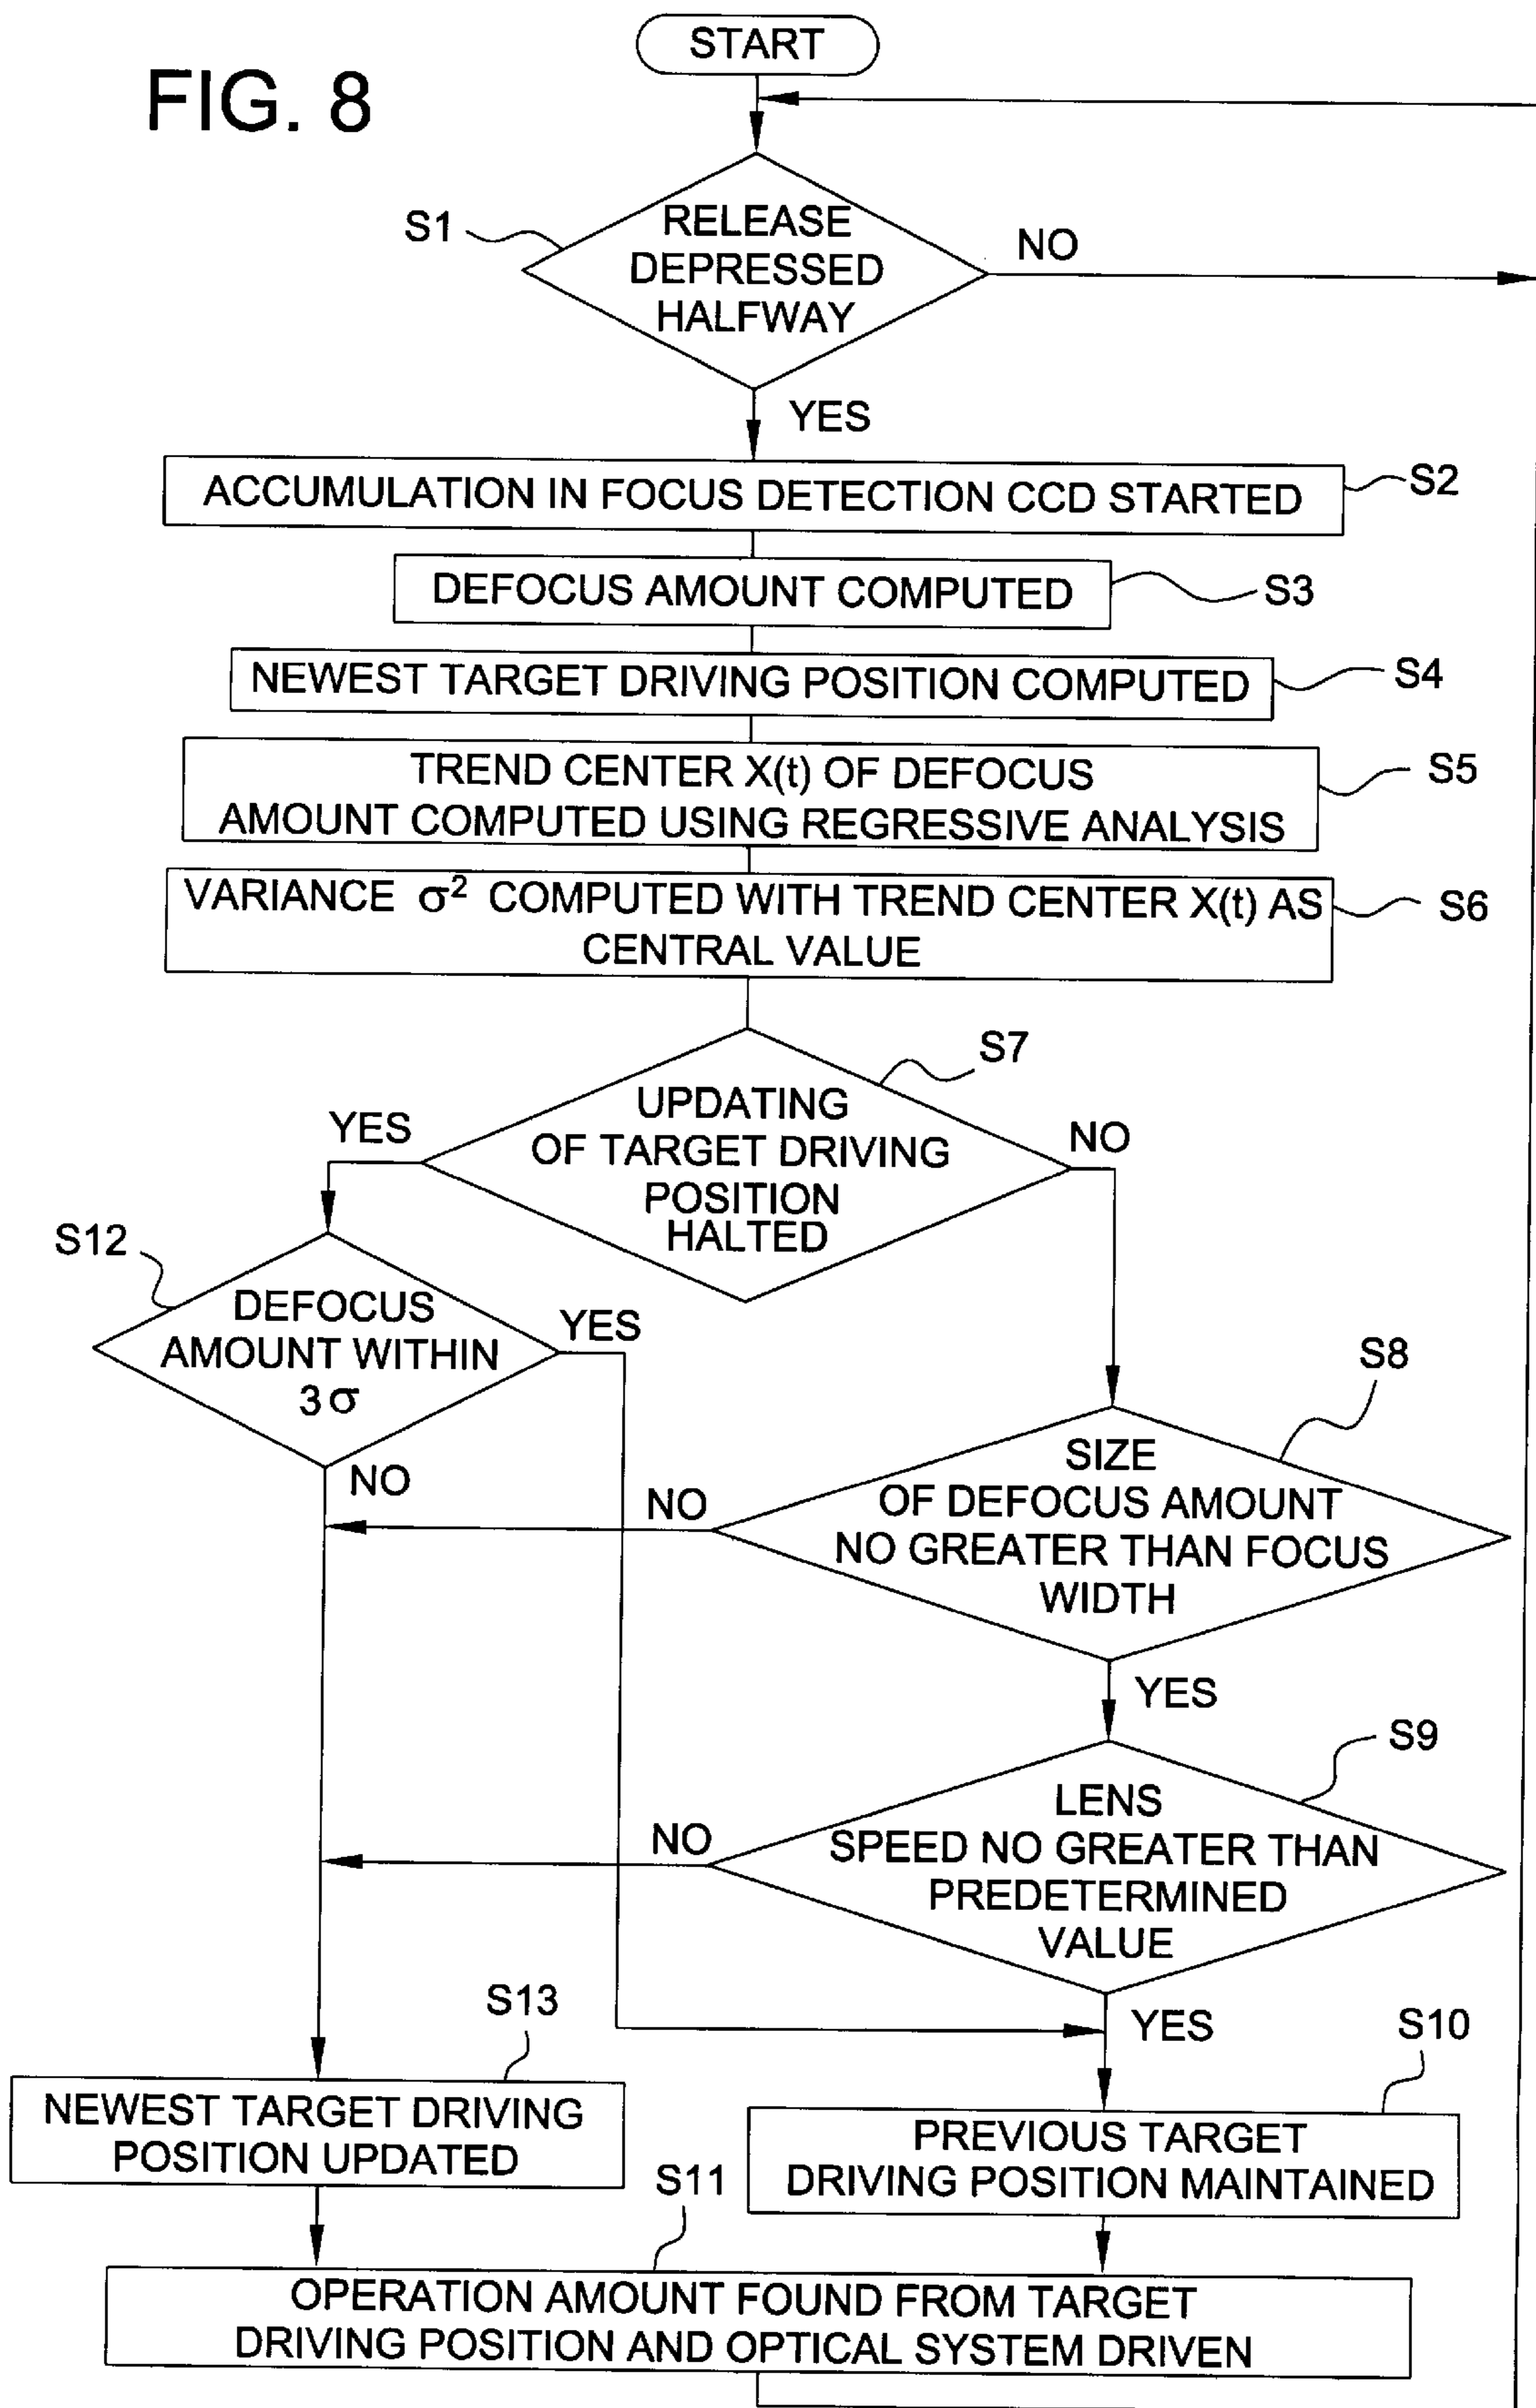 FIG. 8
START
S1
RELEASE
DEPRESSED
HALFWAY
NO
YES
ACCUMULATION IN FOCUS DETECTION CCD STARTED
S2
DEFOCUS AMOUNT COMPUTED
S3
NEWEST TARGET DRIVING POSITION COMPUTED
S4
TREND CENTER X(t) OF DEFOCUS
AMOUNT COMPUTED USING REGRESSIVE ANALYSIS
S5
VARIANCE σ² COMPUTED WITH TREND CENTER X(t) AS
CENTRAL VALUE
S6
S7
UPDATING
OF TARGET DRIVING
POSITION
HALTED
YES
NO
S12
DEFOCUS
AMOUNT WITHIN
3σ
YES
NO
S8
SIZE
OF DEFOCUS AMOUNT
NO GREATER THAN FOCUS
WIDTH
NO
YES
S9
LENS
SPEED NO GREATER THAN
PREDETERMINED
VALUE
NO
YES
S13
NEWEST TARGET DRIVING
POSITION UPDATED
S10
PREVIOUS TARGET
DRIVING POSITION MAINTAINED
S11
OPERATION AMOUNT FOUND FROM TARGET
DRIVING POSITION AND OPTICAL SYSTEM DRIVEN